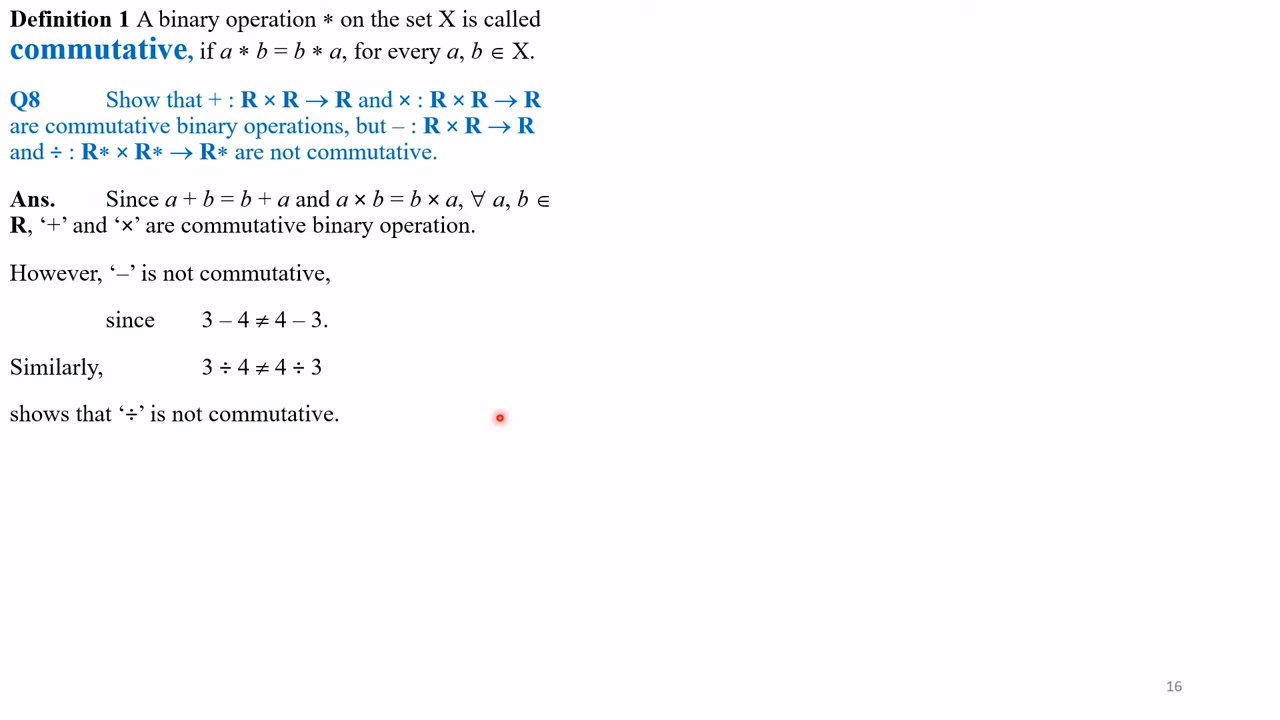 Definition 1 A binary operation ∗ on the set X is called
commutative, if a ∗ b = b ∗ a, for every a, b ∈ X.
Q8 Show that + : R × R → R and × : R × R → R
are commutative binary operations, but – : R × R → R
and ÷ : R∗ × R∗ → R∗ are not commutative.
Ans. Since a + b = b + a and a × b = b × a, ∀ a, b ∈
R, ‘+’ and ‘×’ are commutative binary operation.
However, ‘–’ is not commutative,
since 3 – 4 ≠ 4 – 3.
Similarly, 3 ÷ 4 ≠ 4 ÷ 3
shows that ‘÷’ is not commutative.
16